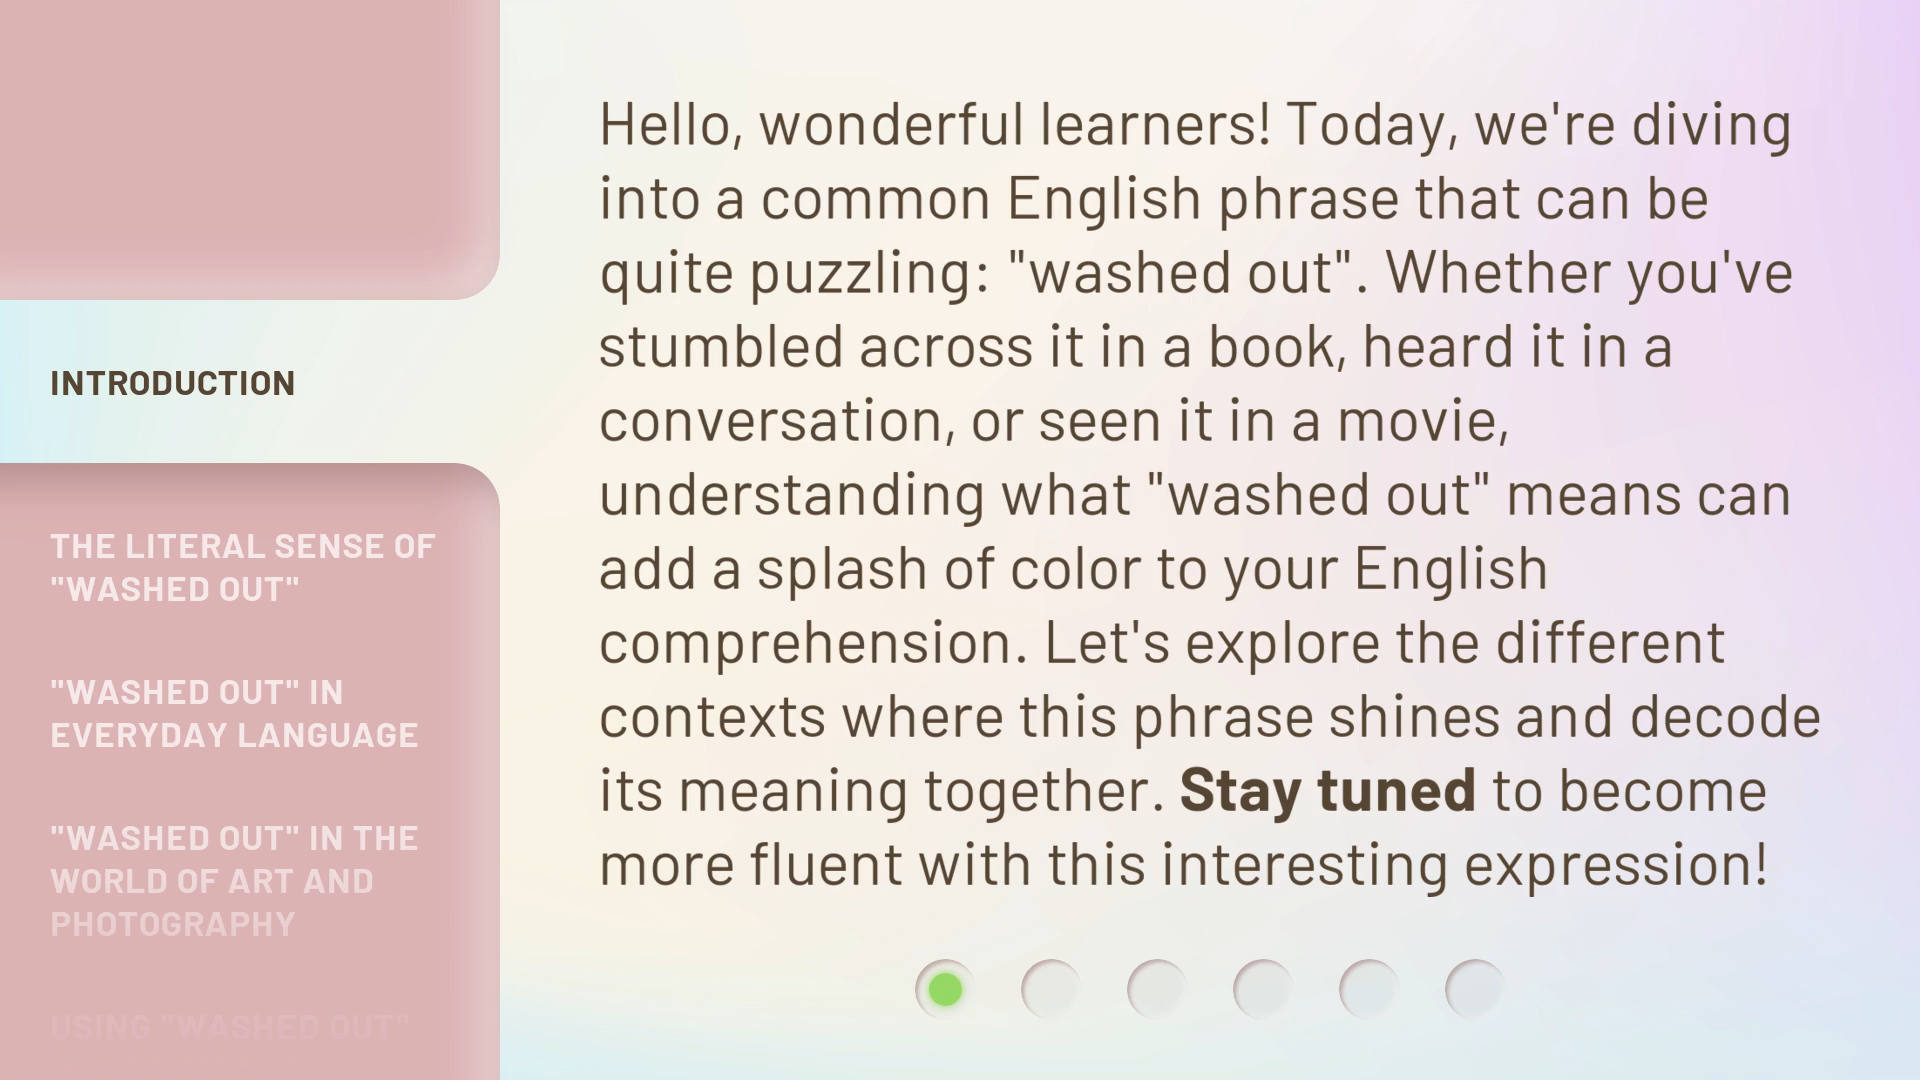 INTRODUCTION
THE LITERAL SENSE OF
"WASHED OUT"
"WASHED OUT" IN
EVERYDAY LANGUAGE
"WASHED OUT" IN THE
WORLD OF ART AND
PHOTOGRAPHY
USING "WASHED OUT"
Hello, wonderful learners! Today, we're diving
into a common English phrase that can be
quite puzzling: "washed out". Whether you've
stumbled across it in a book, heard it in a
conversation, or seen it in a movie,
understanding what "washed out" means can
add a splash of color to your English
comprehension. Let's explore the different
contexts where this phrase shines and decode
its meaning together. Stay tuned to become
more fluent with this interesting expression!